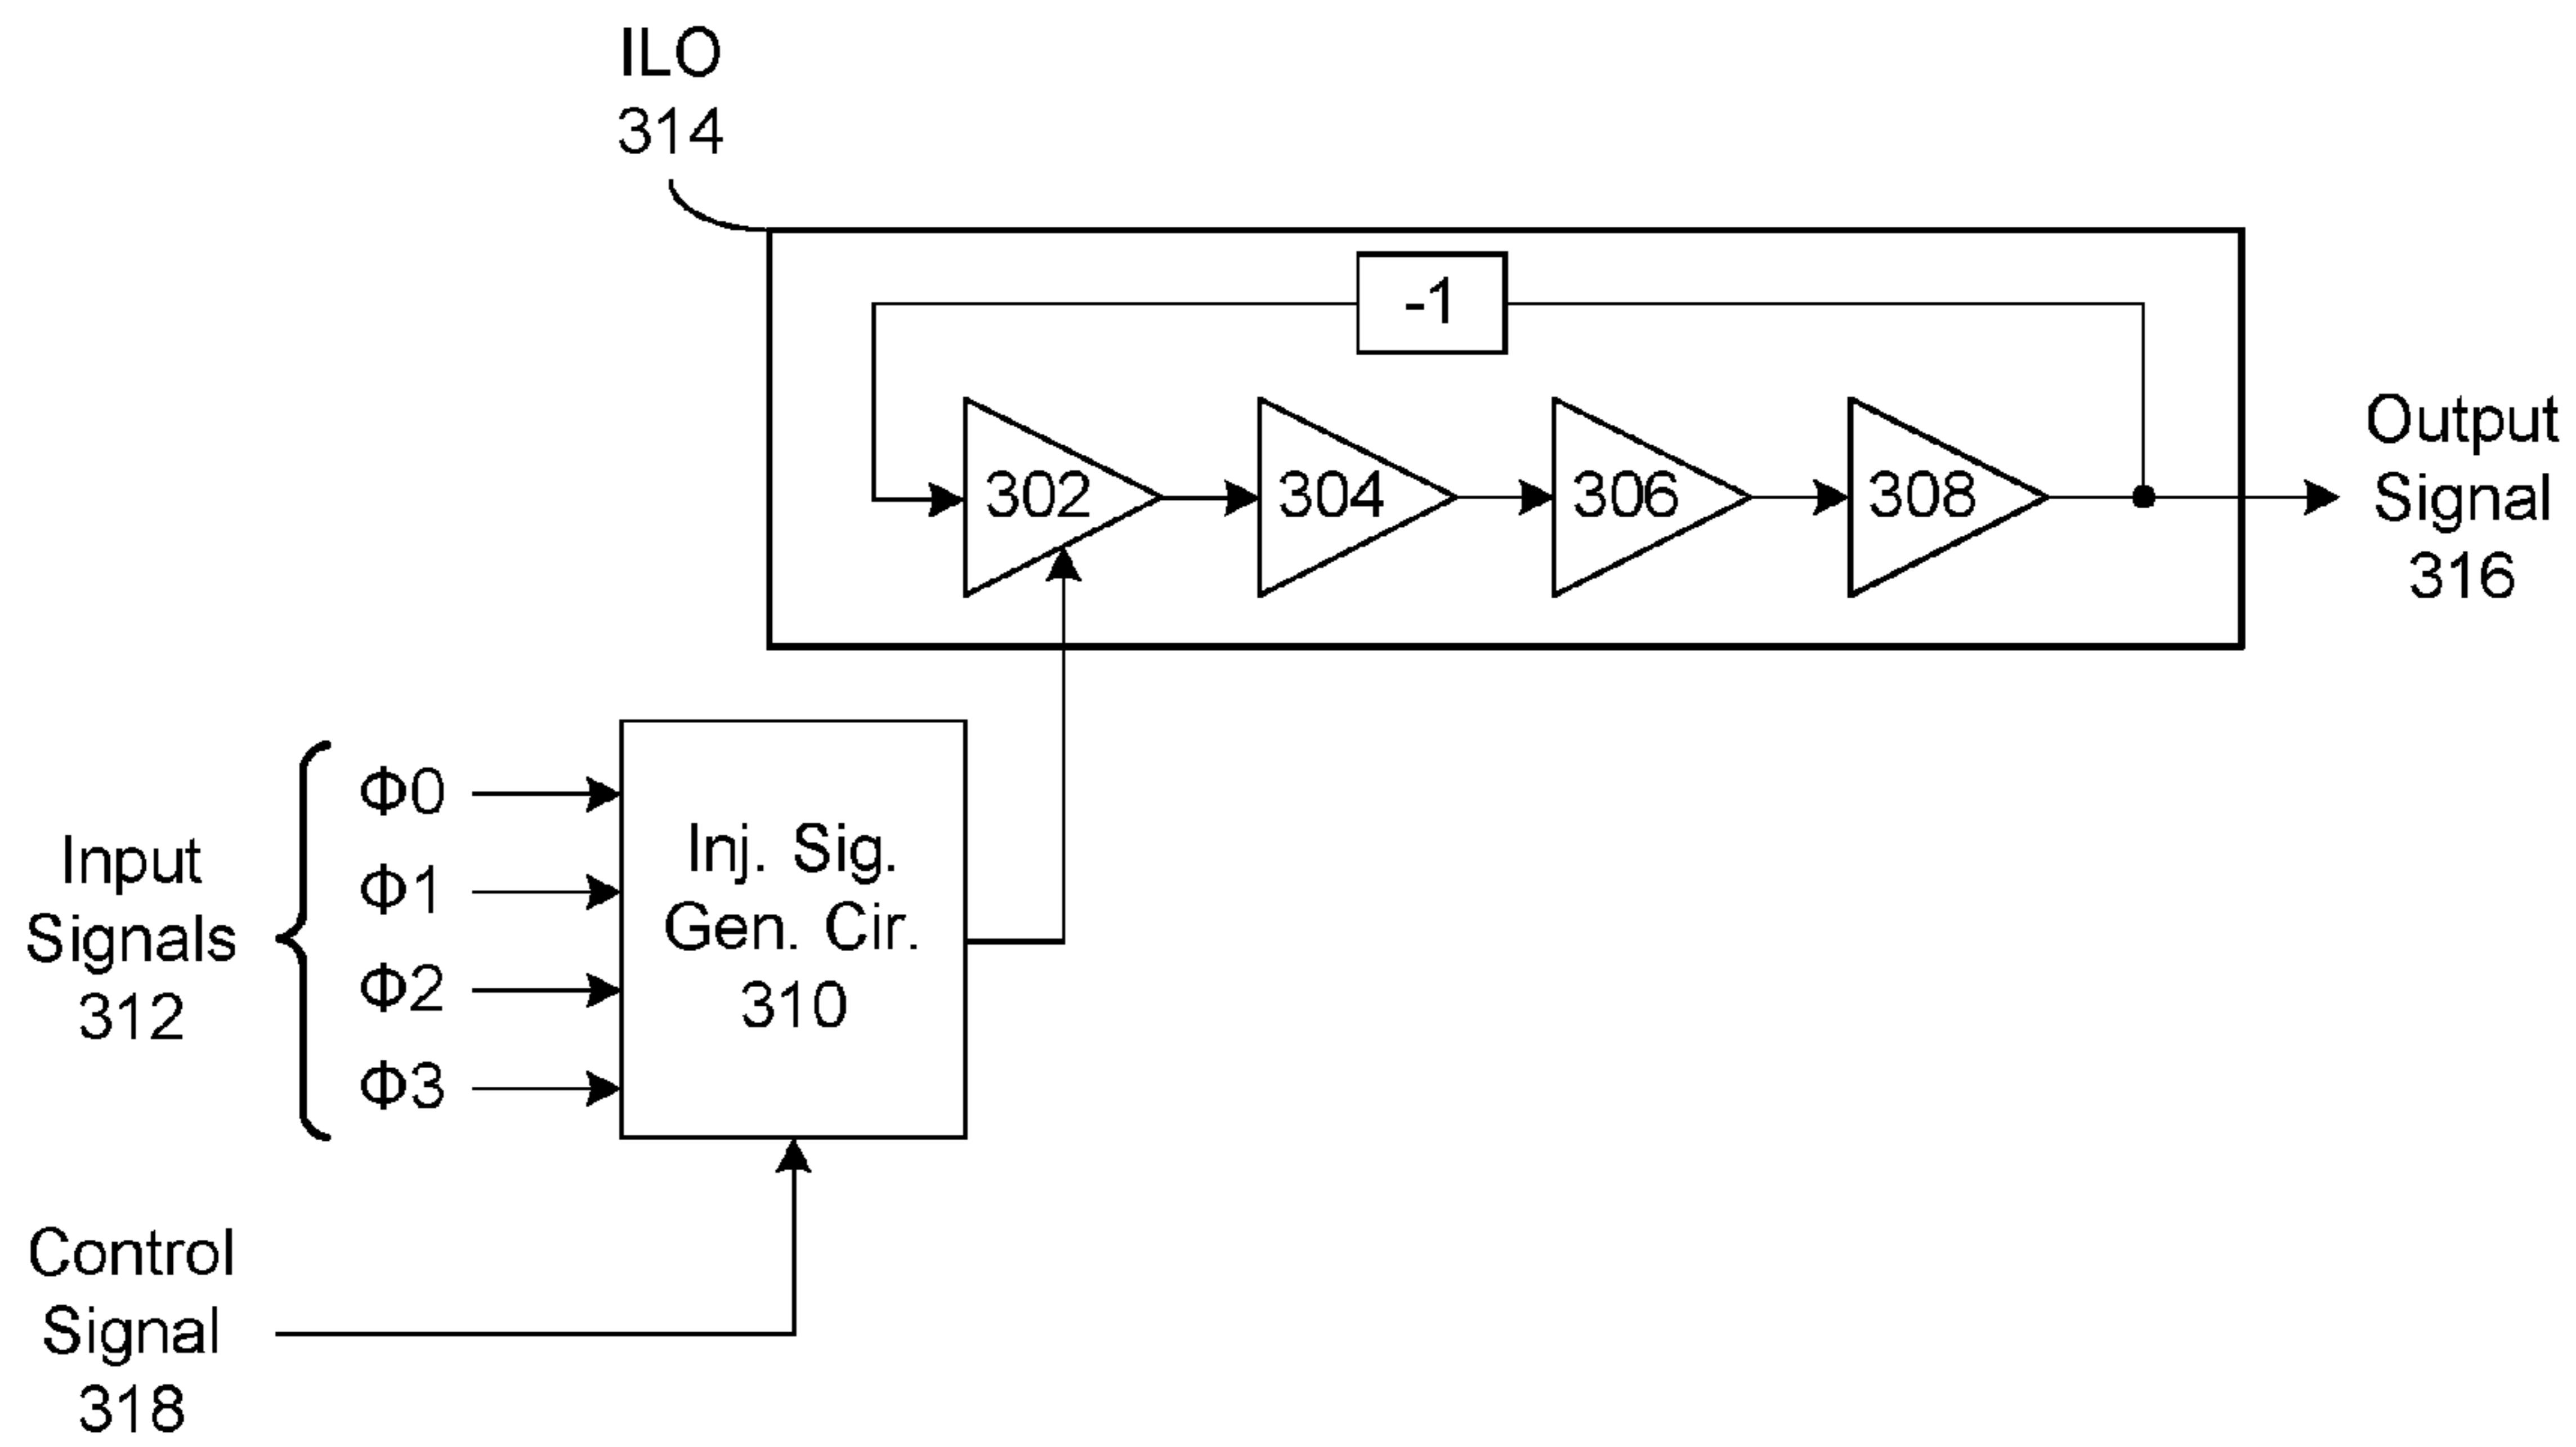 ILO
314
-1
302
304
306
308
Output
Signal
316
Input
Signals
312
Φ0
Φ1
Φ2
Φ3
Inj. Sig.
Gen. Cir.
310
Control
Signal
318